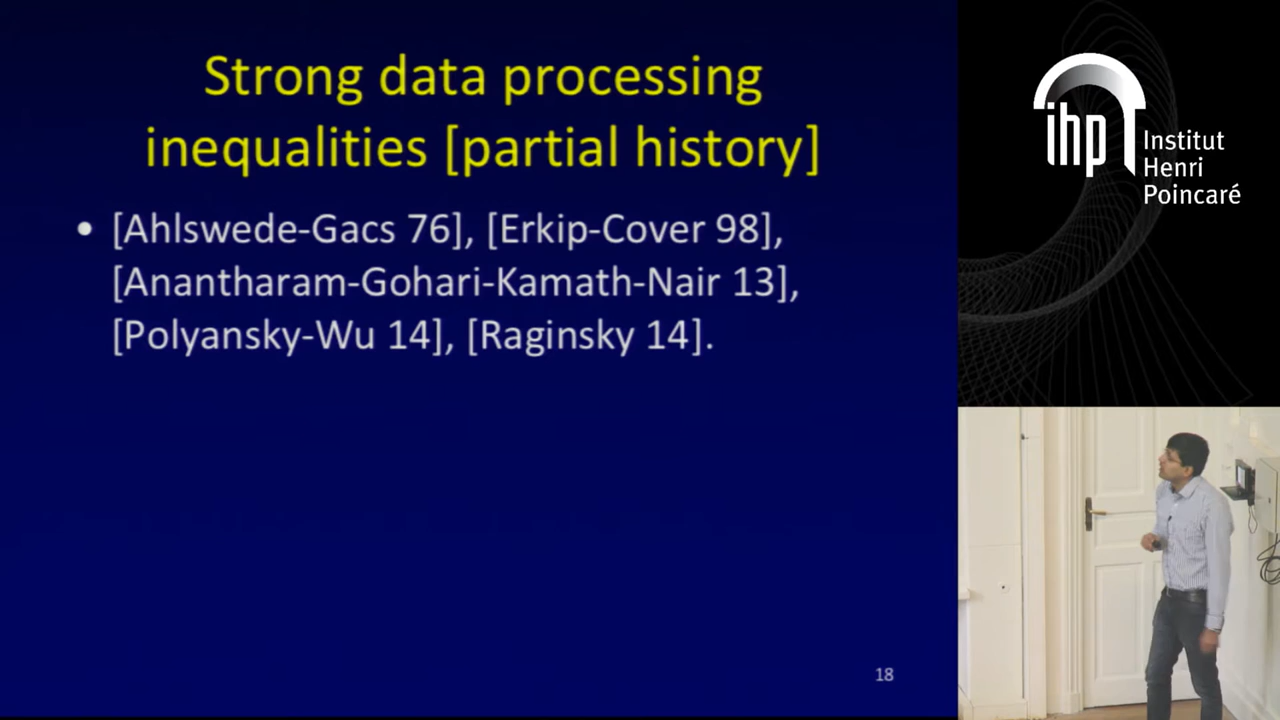 Strong data processing
inequalities [partial history]
• [Ahlswede-Gacs 76], [Erkip-Cover 98],
[Anantharam-Gohari-Kamath-Nair 13],
[Polyansky-Wu 14], [Raginsky 14].
18
ihp
Institut
Henri
Poincaré